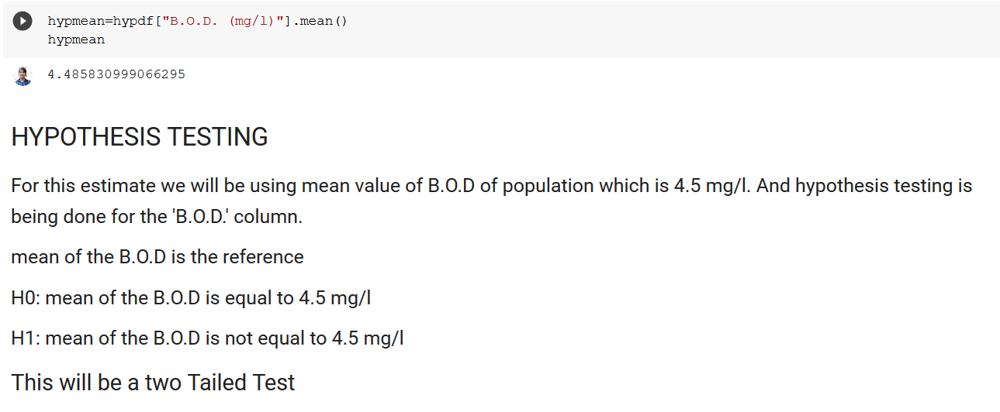 hypmean=hypdf["B.O.D. (mg/l)"].mean()
hypmean
4.485830999066295
HYPOTHESIS TESTING
For this estimate we will be using mean value of B.O.D of population which is 4.5 mg/l. And hypothesis testing is
being done for the 'B.O.D.' column.
mean of the B.O.D is the reference
H0: mean of the B.O.D is equal to 4.5 mg/l
H1: mean of the B.O.D is not equal to 4.5 mg/l
This will be a two Tailed Test